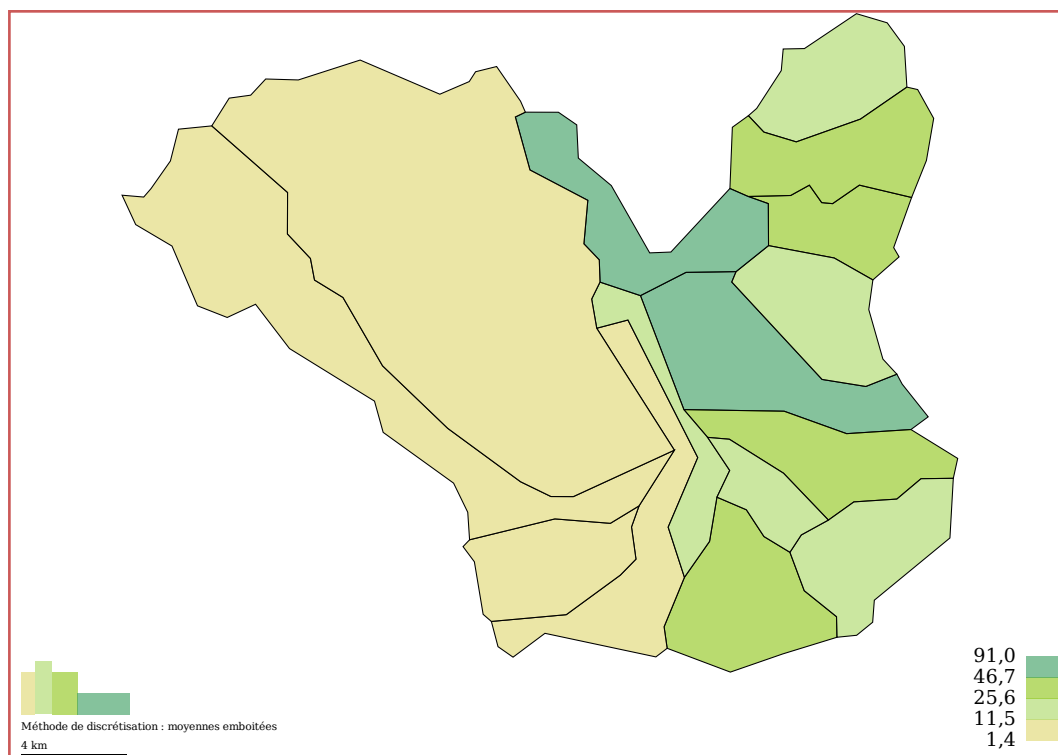 91,0
46,7
25,6
11,5
1,4
Méthode de discrétisation : moyennes emboitées
4 km